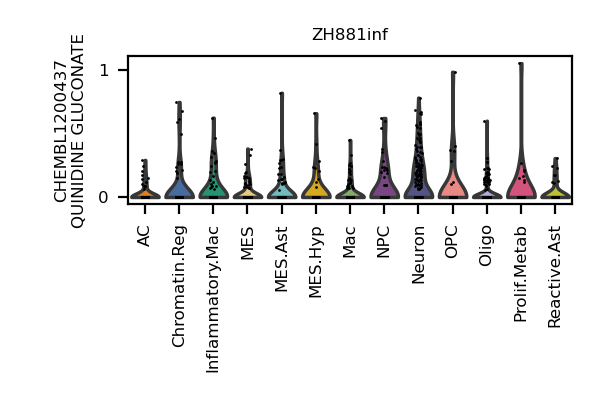 ZH881inf
CHEMBL1200437
QUINIDINE GLUCONATE
1
0
AC
Chromatin.Reg
Inflammatory.Mac
MES
MES.Ast
MES.Hyp
Mac
NPC
Neuron
OPC
Oligo
Prolif.Metab
Reactive.Ast